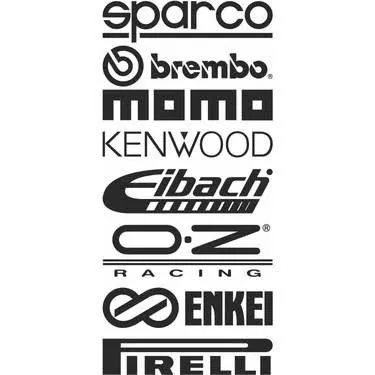 sparco
brembo®
momo
KENWOOD
Eibach
O·Z®
RACING
ENKEI
PIRELLI